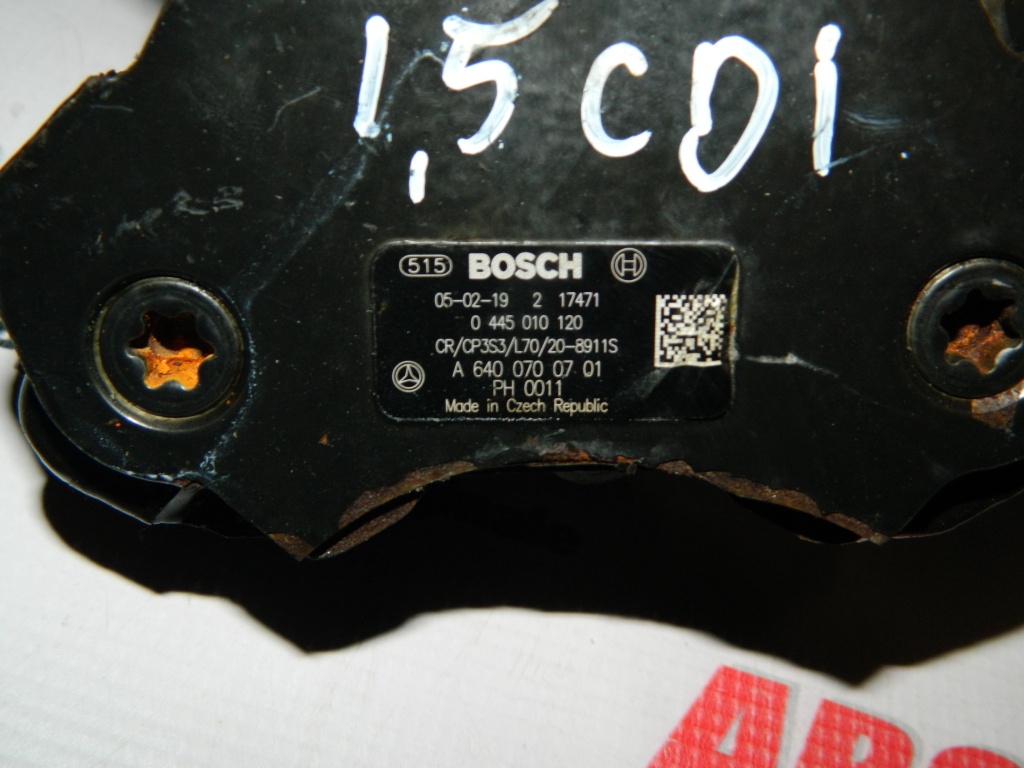 1,5 CDI
515 BOSCH
05-02-19 2 17471
0 445 010 120
CR/CP3S3/L70/20-8911S
A 640 070 07 01
PH 0011
Made in Czech Republic